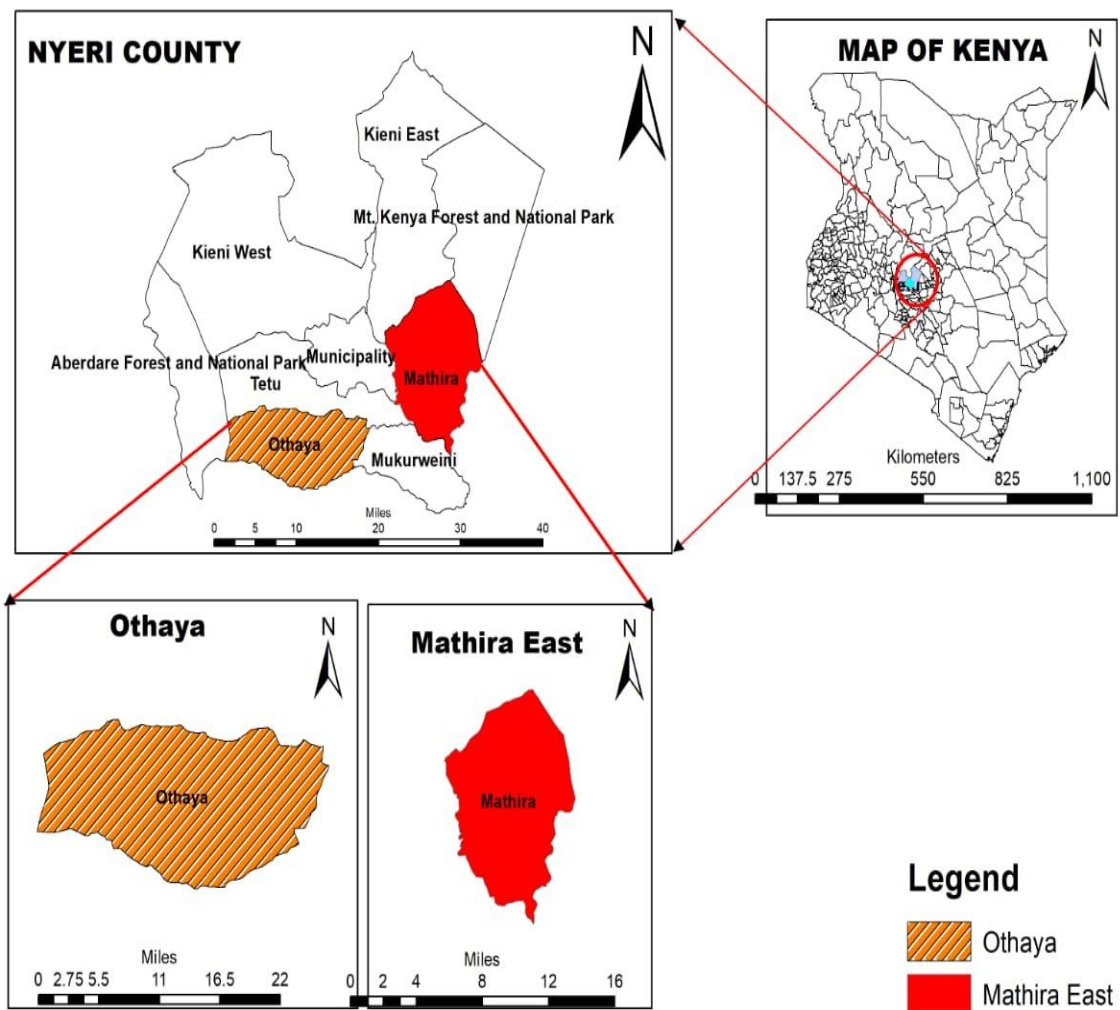 NYERI COUNTY
N
Kieni East
Mt. Kenya Forest and National Park
Kieni West
Aberdare Forest and National Park
Municipality
Tetu
Mathira
Othaya
Mukurweini
Miles
0 5 10 20 30 40
MAP OF KENYA
N
Kilometers
0 137.5 275 550 825 1,100
Othaya
N
Othaya
Miles
0 2.75 5.5 11 16.5 22
Mathira East
N
Mathira
Miles
0 2 4 8 12 16
Legend
Othaya
Mathira East